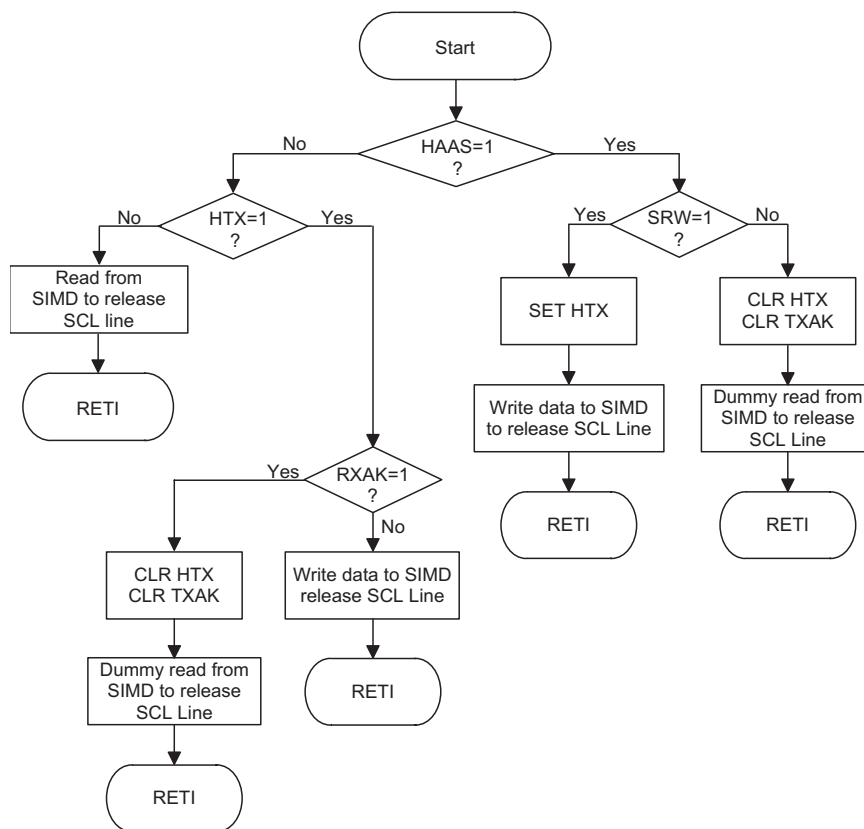 Start
HAAS=1
?
No
Yes
HTX=1
?
No
Yes
SRW=1
?
Yes
No
Read from
SIMD to release
SCL line
RETI
SET HTX
Write data to SIMD
to release SCL Line
RETI
CLR HTX
CLR TXAK
Dummy read from
SIMD to release
SCL Line
RETI
RXAK=1
?
Yes
No
CLR HTX
CLR TXAK
Dummy read from
SIMD to release
SCL Line
RETI
Write data to SIMD
release SCL Line
RETI